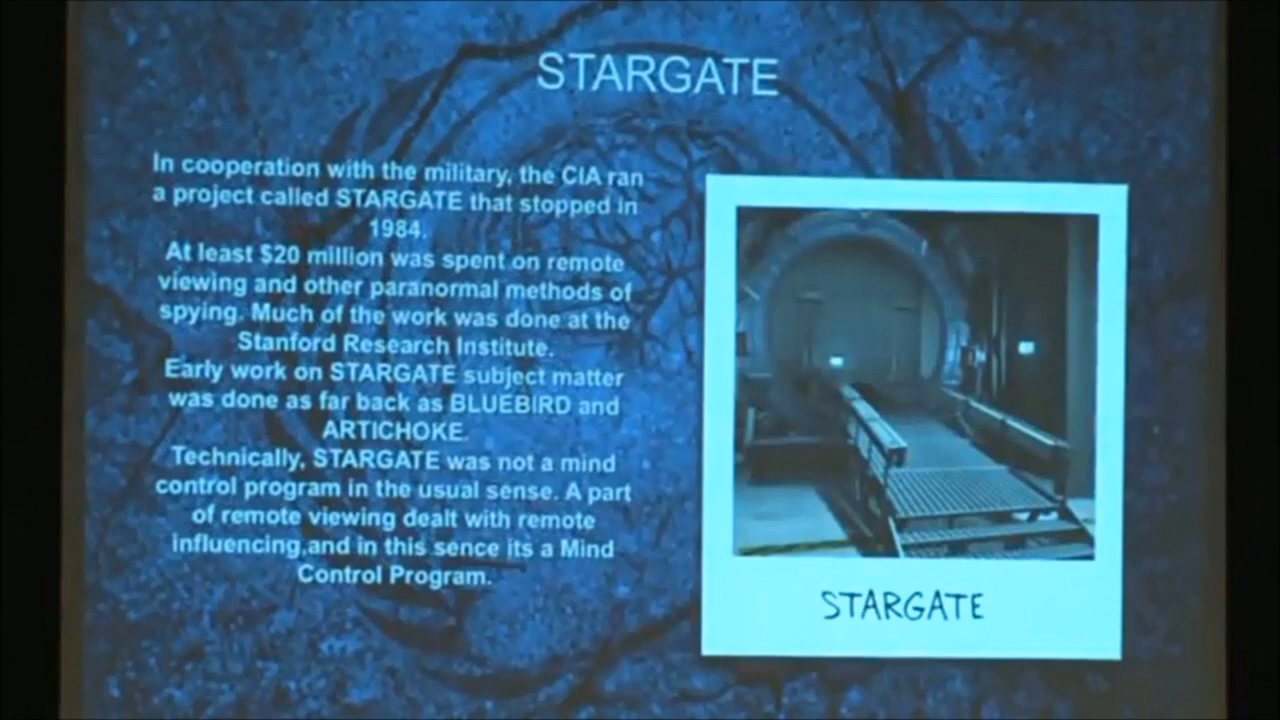 STARGATE
In cooperation with the military, the CIA ran
a project called STARGATE that stopped in
1984.
At least $20 million was spent on remote
viewing and other paranormal methods of
spying. Much of the work was done at the
Stanford Research Institute.
Early work on STARGATE subject matter
was done as far back as BLUEBIRD and
ARTICHOKE.
Technically, STARGATE was not a mind
control program in the usual sense. A part
of remote viewing dealt with remote
influencing,and in this sence its a Mind
Control Program.
STARGATE